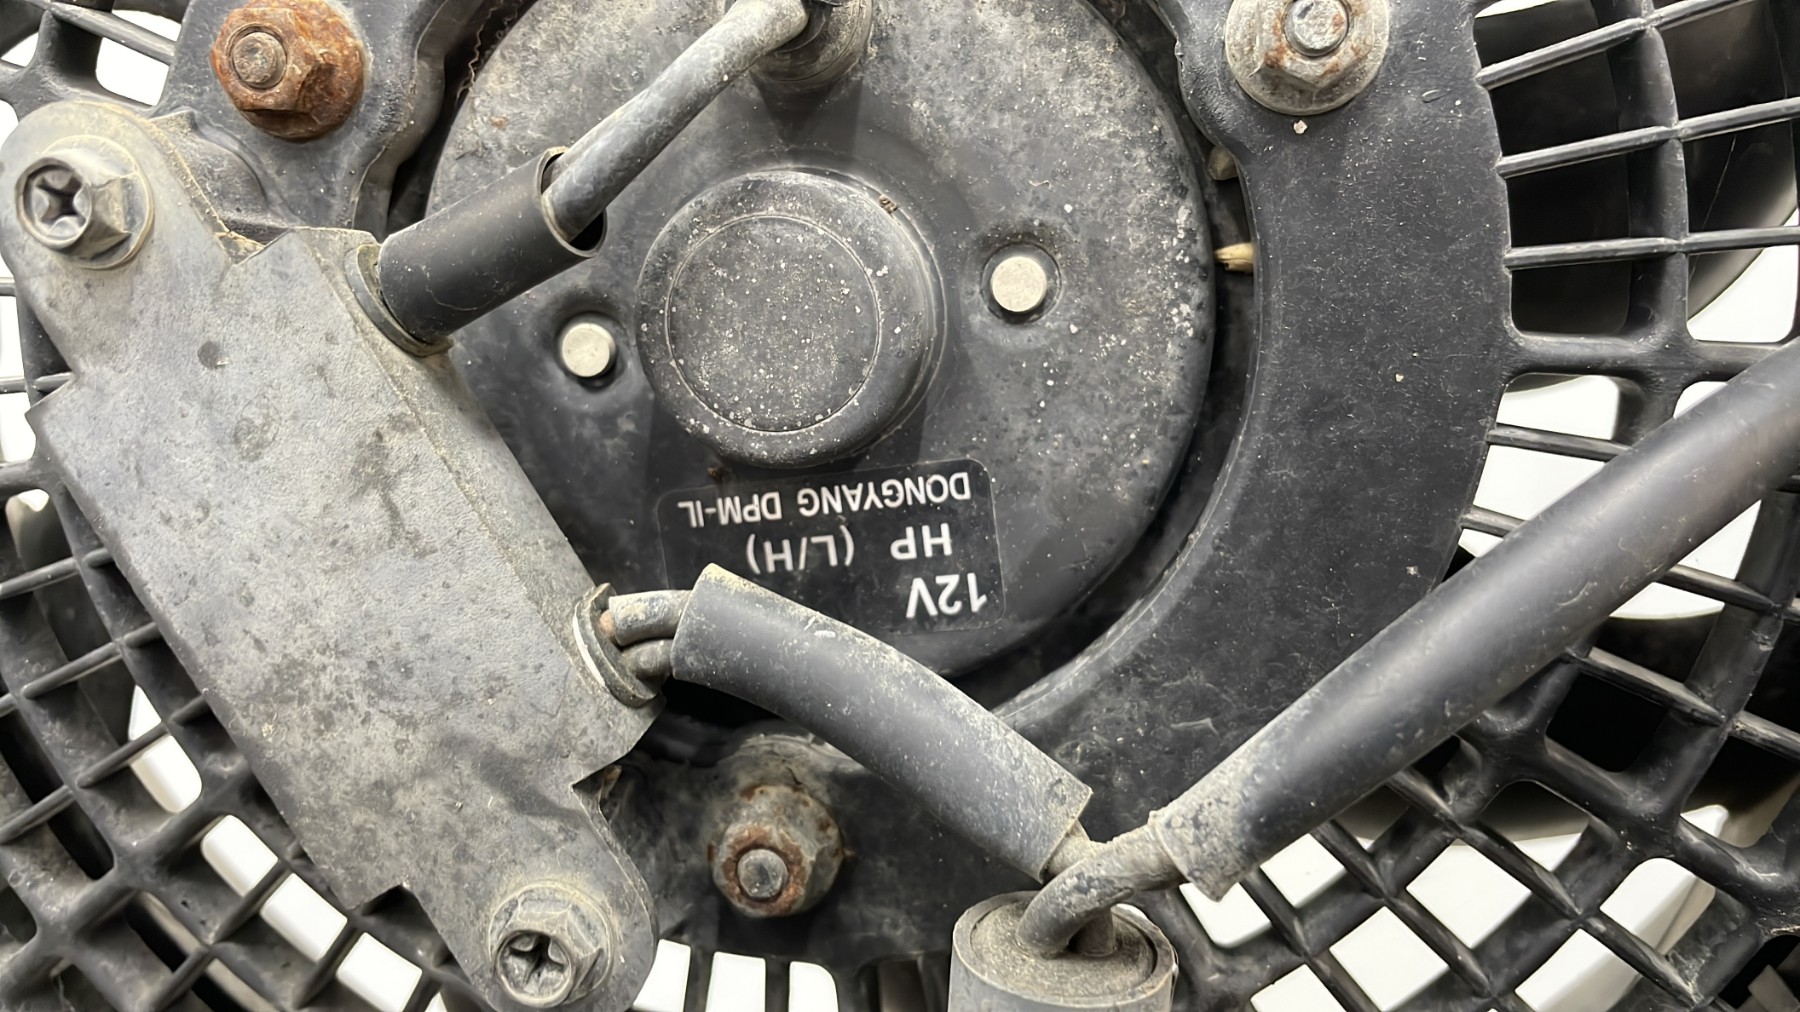 12V
HP (L/H)
DONGYANG DPM-IL